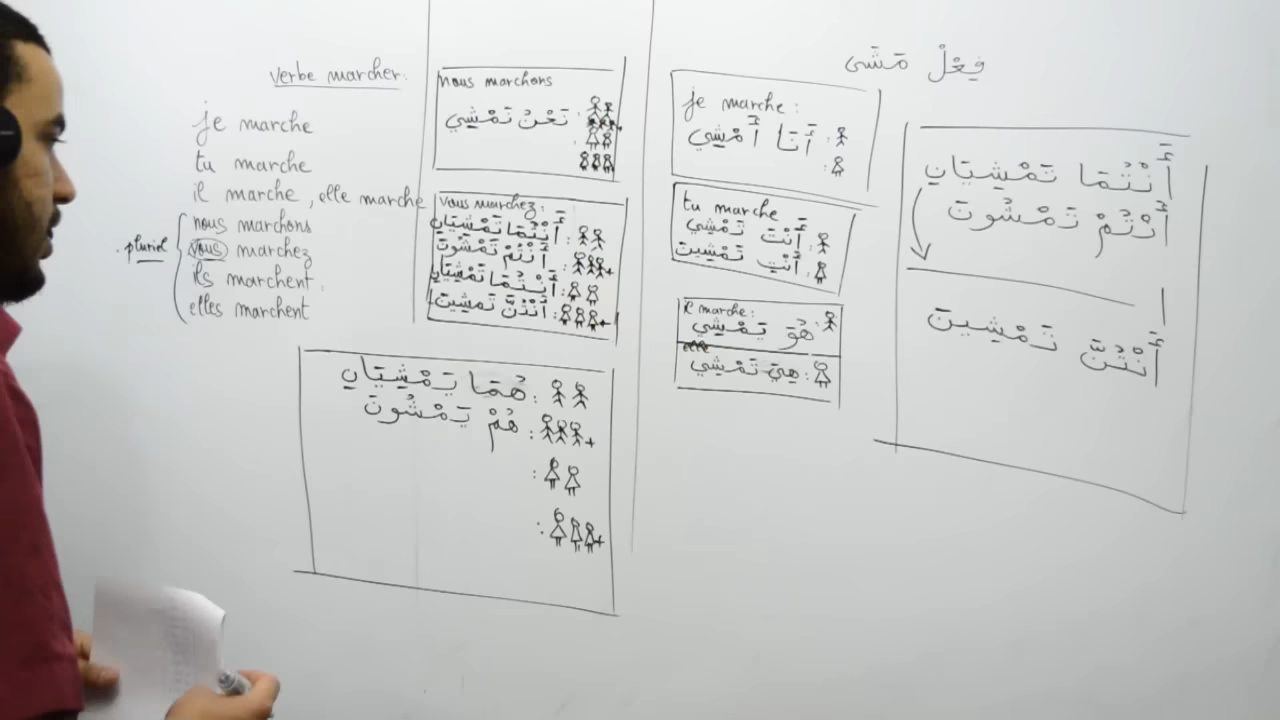 verbe marcher.
je marche
tu marche
il marche, elle marche
nous marchons
. pluriel
vous marchez
ils marchent.
elles marchent
nous marchons
نَحْنُ نَمْشِي :
vous marchez:
أَنْتُمَا تَمْشِيَانِ :
أَنْتُمْ تَمْشُونَ :
أَنْتُمَا تَمْشِيَانِ :
أَنْتُنَّ تَمْشِينَ :
هُمَا يَمْشِيَانِ :
هُمْ يَمْشُونَ :
فِعْلْ مَشَى
je marche :
أَنَا أَمْشِي :
tu marche
أَنْتَ تَمْشِي :
أَنْتِ تَمْشِينَ :
il marche:
هُوَ يَمْشِي :
elle
هِيَ تَمْشِي :
أَنْتُمَا تَمْشِيَانِ
أَنْتُمْ تَمْشُونَ
أَنْتُنَّ تَمْشِينَ